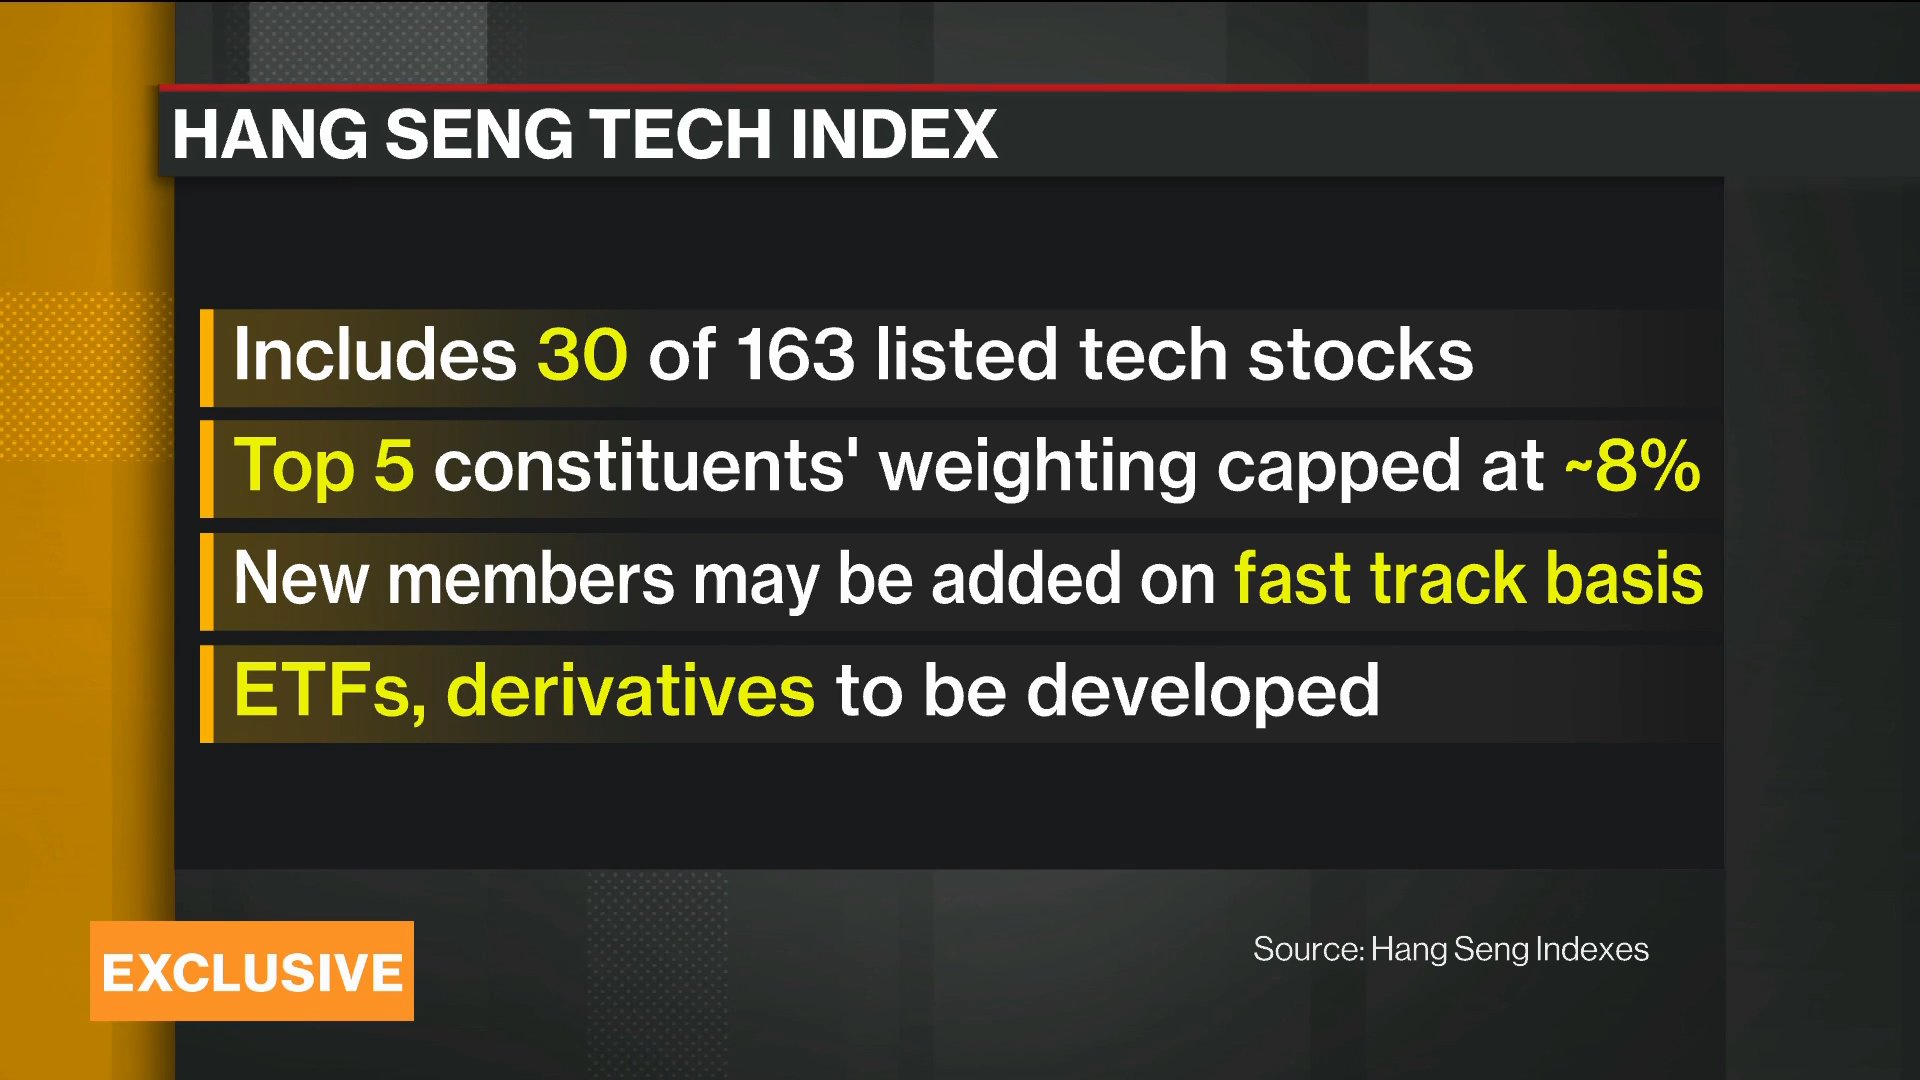 HANG SENG TECH INDEX
Includes 30 of 163 listed tech stocks
Top 5 constituents' weighting capped at ~8%
New members may be added on fast track basis
ETFs, derivatives to be developed
EXCLUSIVE
Source: Hang Seng Indexes